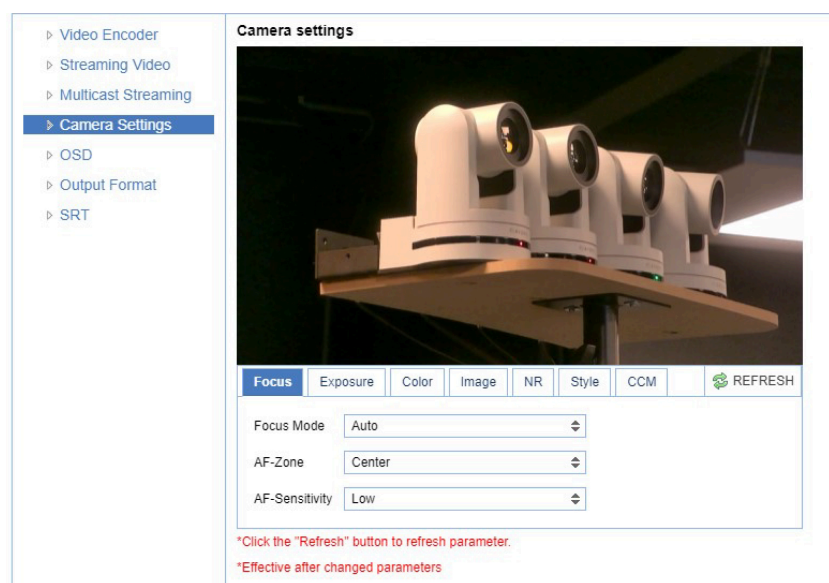 Video Encoder
Streaming Video
Multicast Streaming
Camera Settings
OSD
Output Format
SRT
Camera settings
Focus
Exposure
Color
Image
NR
Style
CCM
REFRESH
Focus Mode
Auto
AF-Zone
Center
AF-Sensitivity
Low
*Click the "Refresh" button to refresh parameter.
*Effective after changed parameters